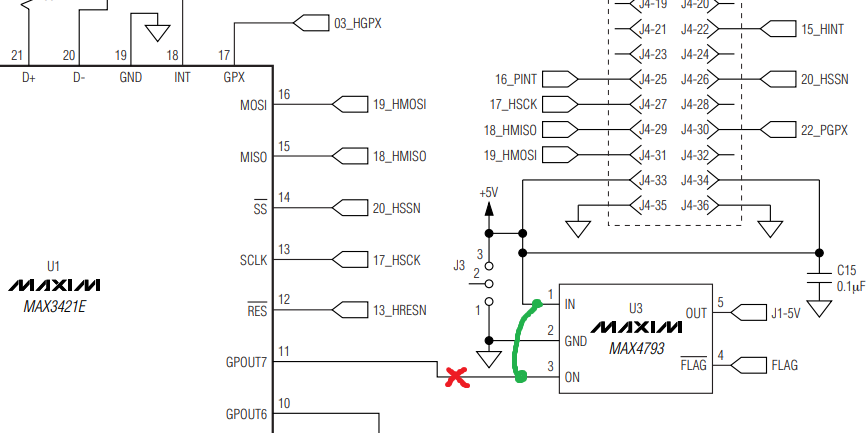 J4-19 J4-20
03_HGPX
J4-21 J4-22 15_HINT
21 20 19 18 17
J4-23 J4-24
D+ D- GND INT GPX
16_PINT J4-25 J4-26 20_HSSN
MOSI 16 19_HMOSI
17_HSCK J4-27 J4-28
18_HMISO J4-29 J4-30 22_PGPX
MISO 15 18_HMISO
19_HMOSI J4-31 J4-32
J4-33 J4-34
+5V
SS 14 20_HSSN
J4-35 J4-36
SCLK 13 17_HSCK
J3 3
2
1
C15
0.1µF
U1
MAXIM
MAX3421E
RES 12 13_HRESN
1 IN
U3
MAXIM
MAX4793
OUT 5 J1-5V
2 GND
GPOUT7 11
3 ON
FLAG 4 FLAG
GPOUT6 10